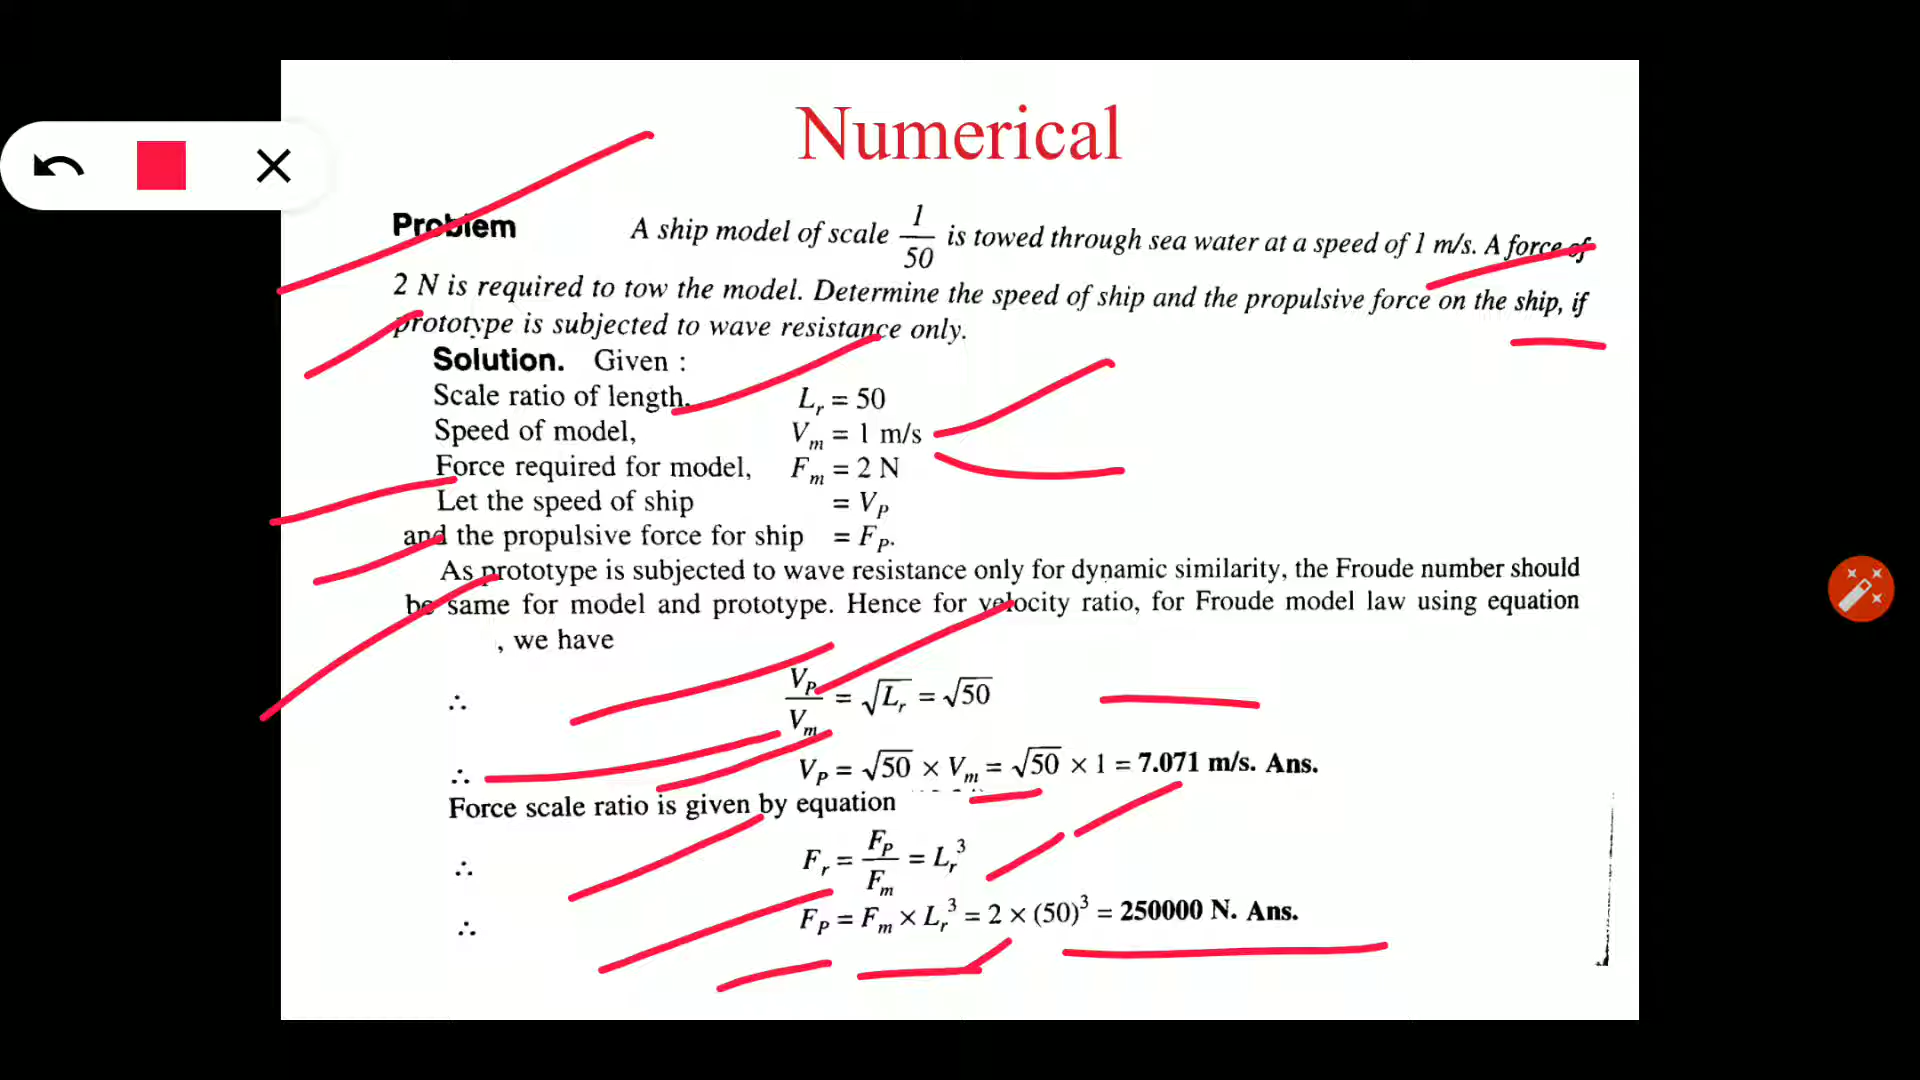 Numerical
Problem A ship model of scale 1/50 is towed through sea water at a speed of 1 m/s. A force of
2 N is required to tow the model. Determine the speed of ship and the propulsive force on the ship, if
prototype is subjected to wave resistance only.
Solution. Given :
Scale ratio of length, L_r = 50
Speed of model, V_m = 1 m/s
Force required for model, F_m = 2 N
Let the speed of ship = V_P
and the propulsive force for ship = F_P.
As prototype is subjected to wave resistance only for dynamic similarity, the Froude number should
be same for model and prototype. Hence for velocity ratio, for Froude model law using equation
, we have
∴ V_P/V_m = √L_r = √50
∴ V_P = √50 × V_m = √50 × 1 = 7.071 m/s. Ans.
Force scale ratio is given by equation
∴ F_r = F_P/F_m = L_r³
∴ F_P = F_m × L_r³ = 2 × (50)³ = 250000 N. Ans.